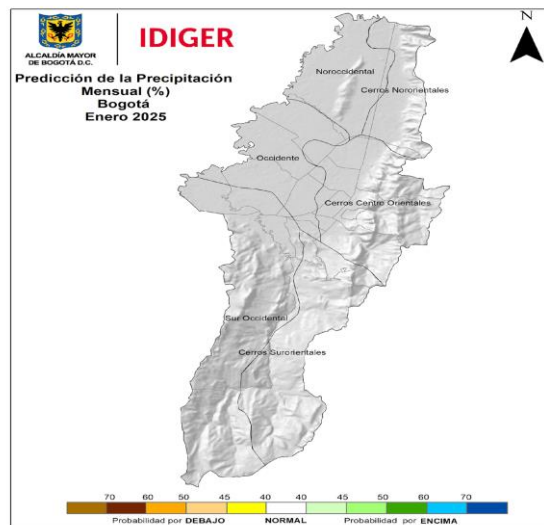 ALCALDÍA MAYOR
DE BOGOTÁ D.C.
IDIGER
Predicción de la Precipitación
Mensual (%)
Bogotá
Enero 2025
N
Noroccidental
Cerros Nororientales
Occidente
Cerros Centro Orientales
Sur Occidental
Cerros Surorientales
70 60 50 45 40 40 45 50 60 70
Probabilidad por DEBAJO NORMAL Probabilidad por ENCIMA